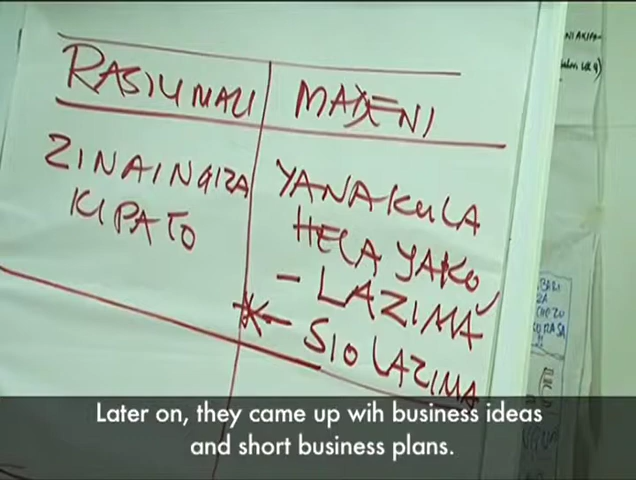 RASILIMALI
MADENI
ZINAINGIZA
KIPATO
YANAKULA
HELA YAKO
- LAZIMA
- SIO LAZIMA
Later on, they came up wih business ideas
and short business plans.